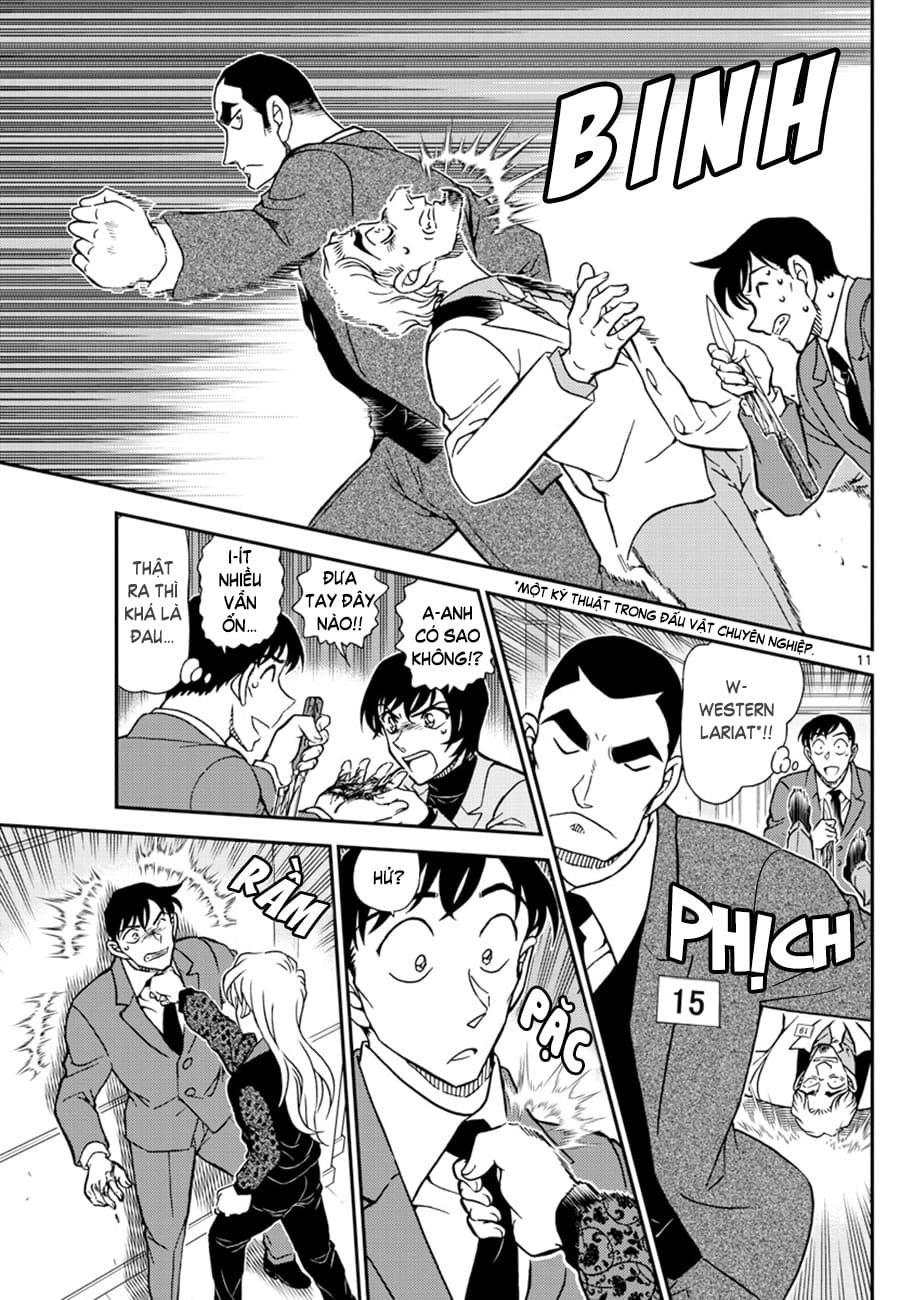 BINH
*MỘT KỸ THUẬT TRONG ĐẤU VẬT CHUYÊN NGHIỆP.
11
W-
WESTERN
LARIAT*!!
PHỊCH
15
19
A-ANH
CÓ SAO
KHÔNG!?
ĐƯA
TAY ĐÂY
NÀO!!
I-ÍT
NHIỀU
VẪN
ỔN...
THẬT
RA THÌ
KHÁ LÀ
ĐAU...
HỬ?
PẶC
RẦM